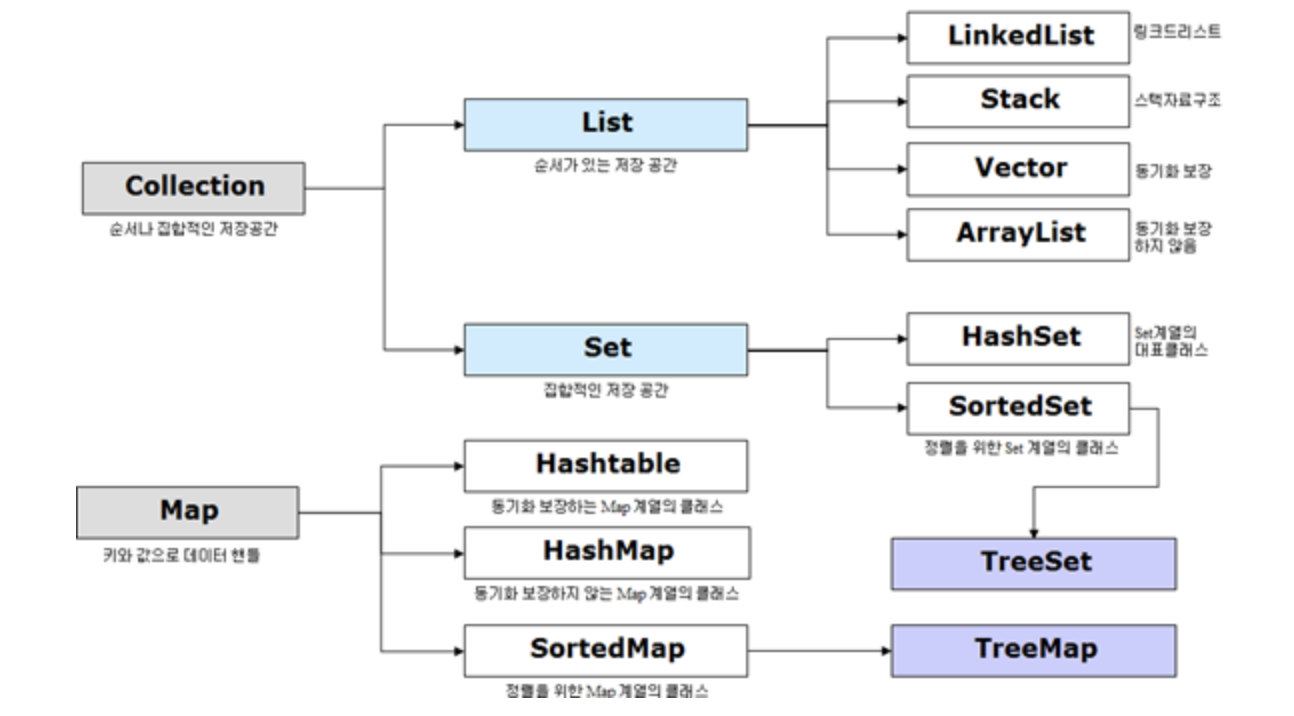 LinkedList
링크드리스트
Stack
스택자료구조
List
순서가 있는 저장 공간
Vector
동기화 보장
Collection
순서나 집합적인 저장공간
ArrayList
동기화 보장
하지 않음
HashSet
Set계열의
대표클래스
Set
집합적인 저장 공간
SortedSet
정렬을 위한 Set 계열의 클래스
Hashtable
동기화 보장하는 Map 계열의 클래스
Map
키와 값으로 데이터 핸들
HashMap
동기화 보장하지 않는 Map 계열의 클래스
TreeSet
SortedMap
정렬을 위한 Map 계열의 클래스
TreeMap